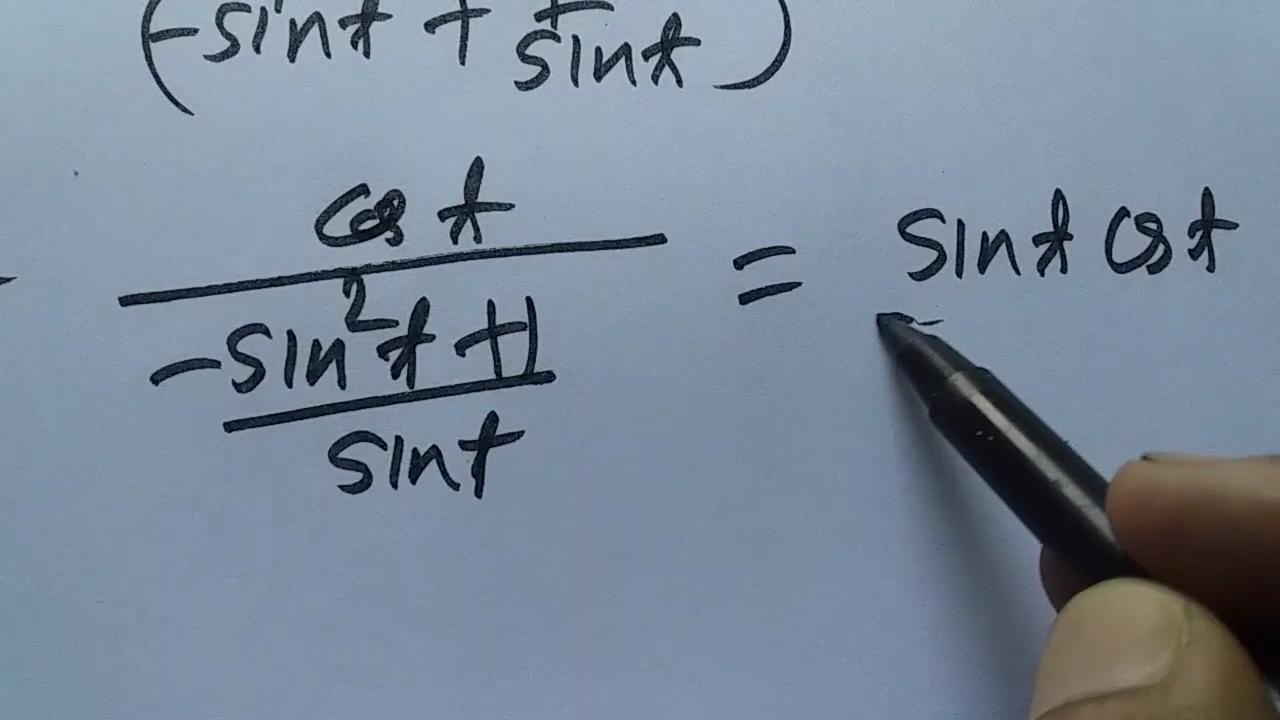 (-sint + 1/sint)
cost / ((-sin²t +1)/sint) = sint cost